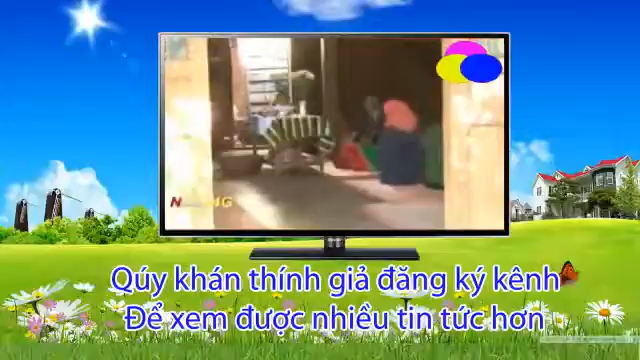 Qúy khán thính giả đăng ký kênh
Để xem được nhiều tin tức hơn